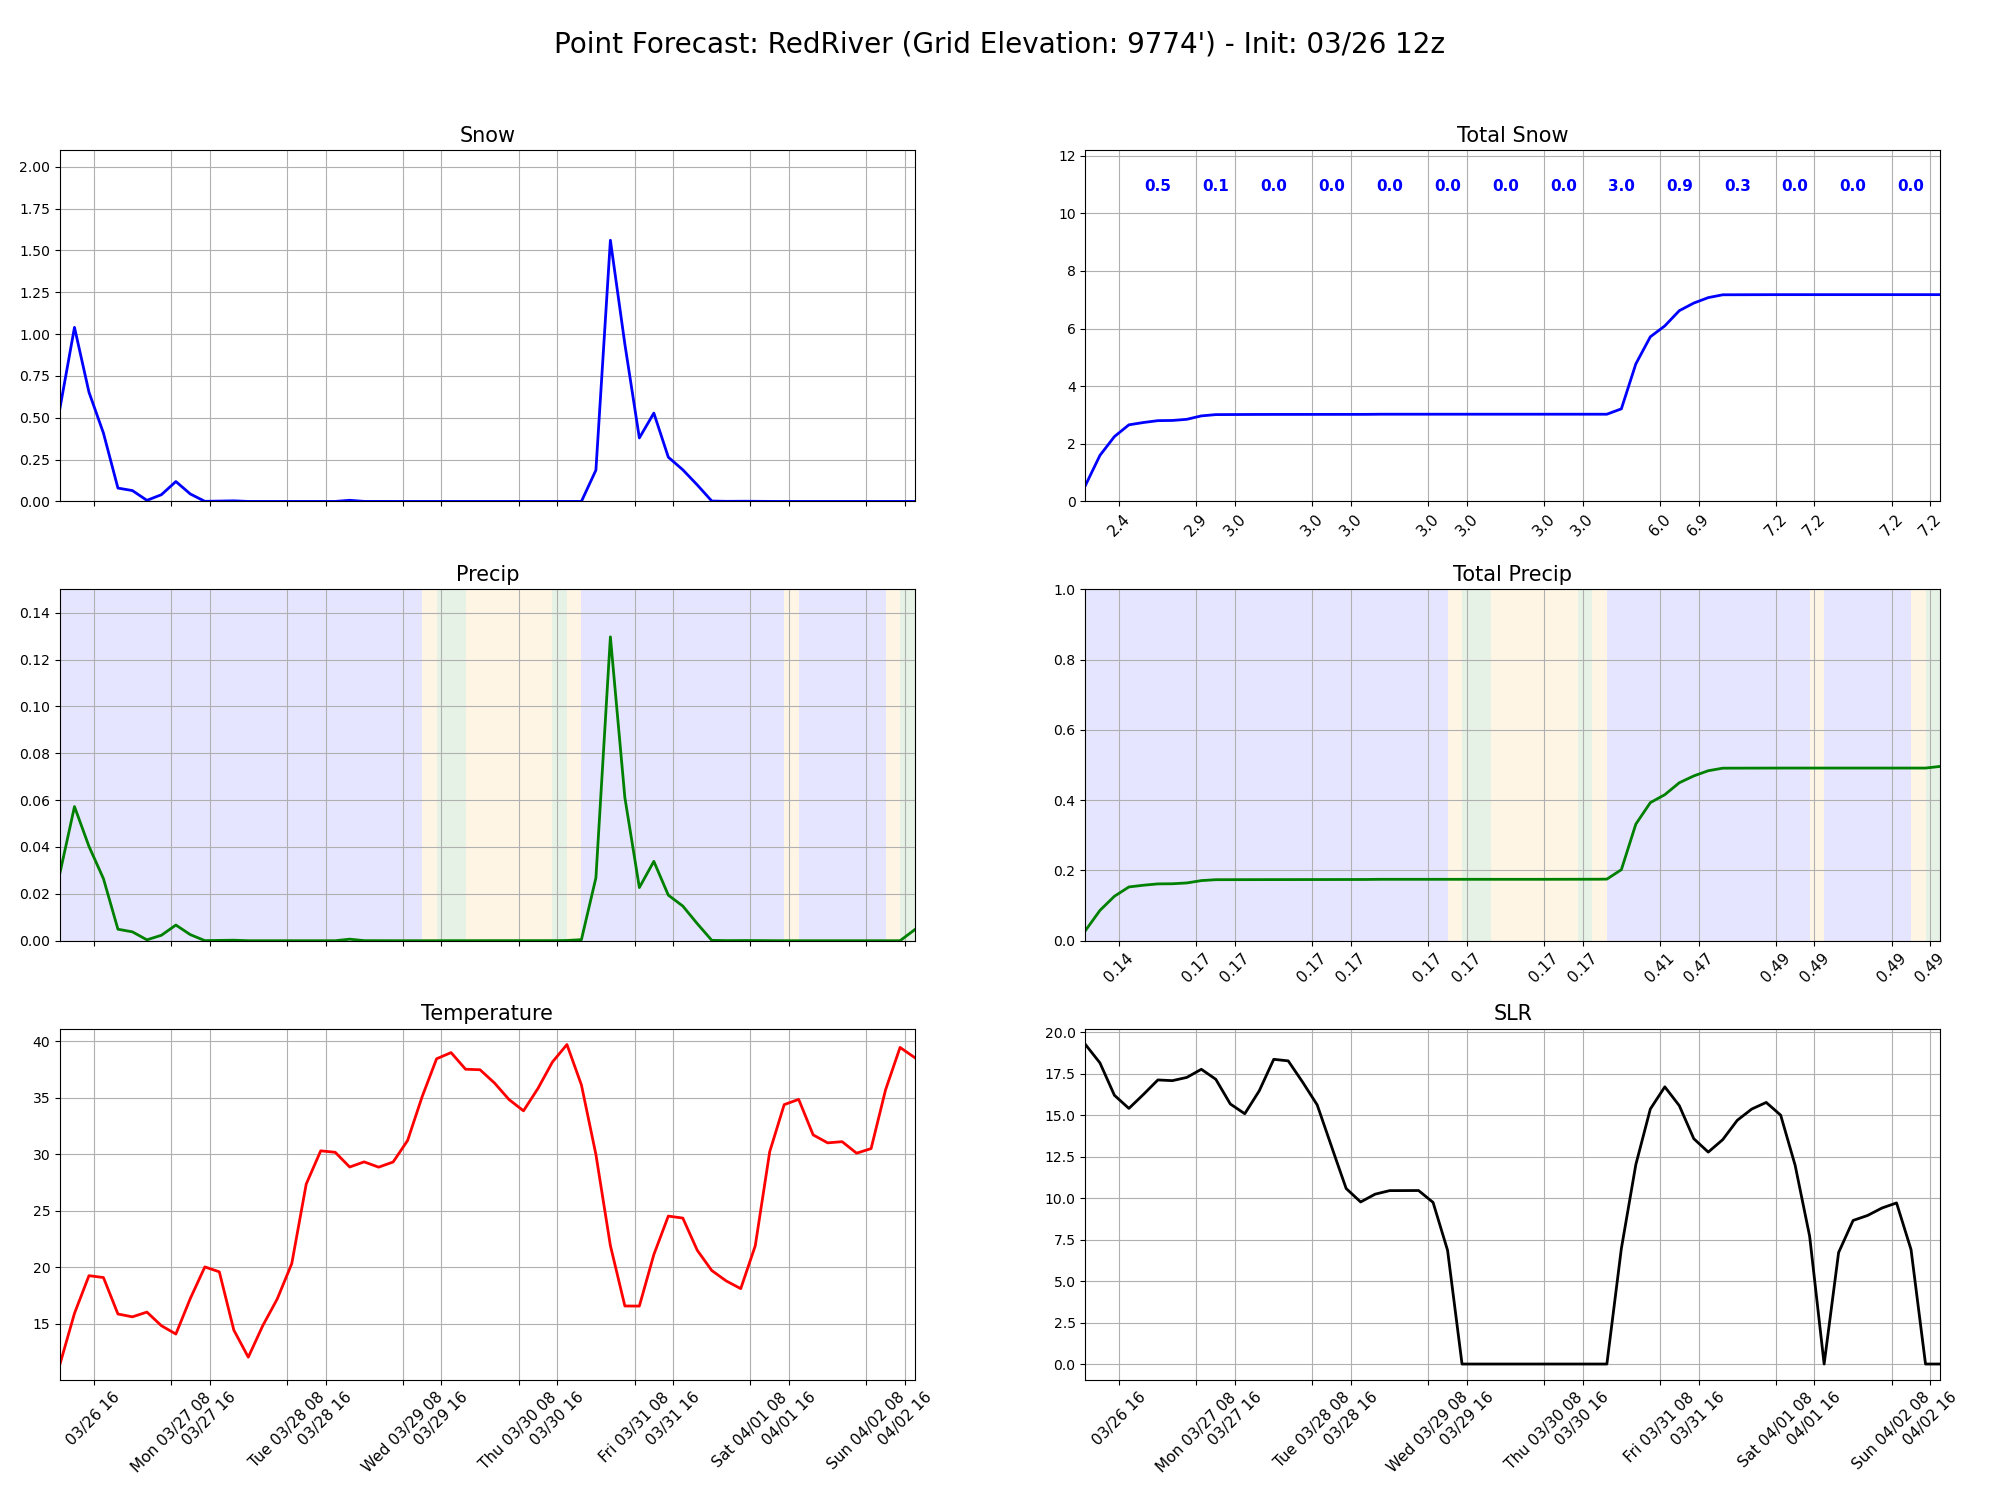 Point Forecast: RedRiver (Grid Elevation: 9774') - Init: 03/26 12z
Snow
2.00
1.75
1.50
1.25
1.00
0.75
0.50
0.25
0.00
Total Snow
12
10
8
6
4
2
0
0.5 0.1 0.0 0.0 0.0 0.0 0.0 0.0 3.0 0.9 0.3 0.0 0.0 0.0
2.4 2.9 3.0 3.0 3.0 3.0 3.0 3.0 3.0 6.0 6.9 7.2 7.2 7.2 7.2
Precip
0.14
0.12
0.10
0.08
0.06
0.04
0.02
0.00
Total Precip
1.0
0.8
0.6
0.4
0.2
0.0
0.14 0.17 0.17 0.17 0.17 0.17 0.17 0.17 0.17 0.41 0.47 0.49 0.49 0.49 0.49
Temperature
40
35
30
25
20
15
03/26 16
Mon 03/27 08
03/27 16
Tue 03/28 08
03/28 16
Wed 03/29 08
03/29 16
Thu 03/30 08
03/30 16
Fri 03/31 08
03/31 16
Sat 04/01 08
04/01 16
Sun 04/02 08
04/02 16
SLR
20.0
17.5
15.0
12.5
10.0
7.5
5.0
2.5
0.0
03/26 16
Mon 03/27 08
03/27 16
Tue 03/28 08
03/28 16
Wed 03/29 08
03/29 16
Thu 03/30 08
03/30 16
Fri 03/31 08
03/31 16
Sat 04/01 08
04/01 16
Sun 04/02 08
04/02 16